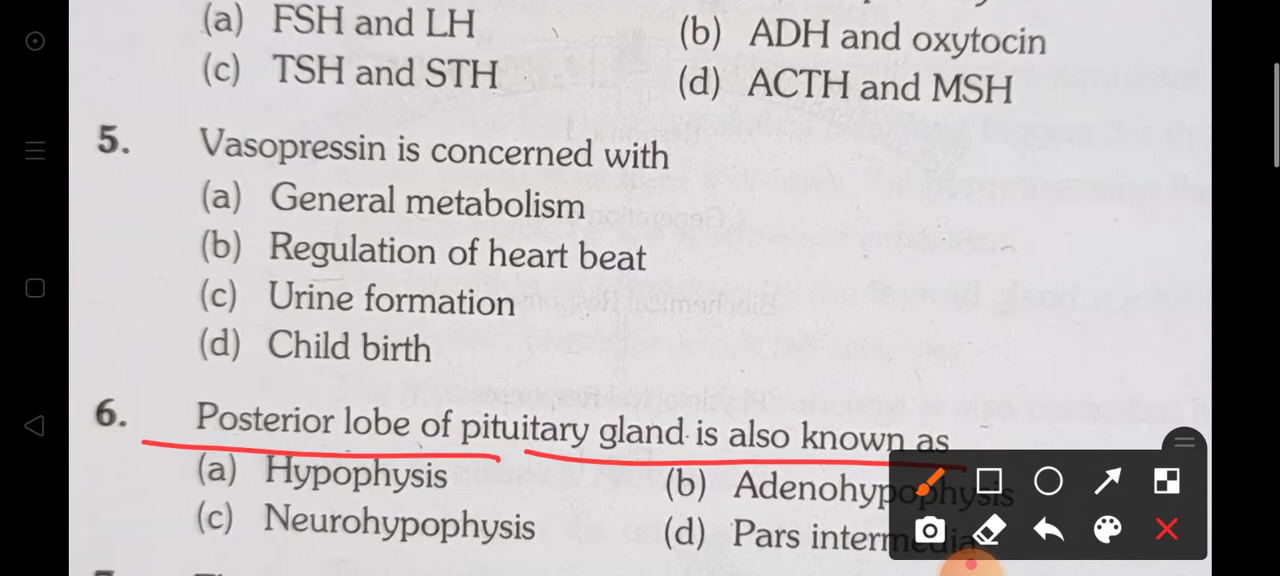 (a) FSH and LH (b) ADH and oxytocin
(c) TSH and STH (d) ACTH and MSH
5. Vasopressin is concerned with
(a) General metabolism
(b) Regulation of heart beat
(c) Urine formation
(d) Child birth
6. Posterior lobe of pituitary gland is also known as
(a) Hypophysis (b) Adenohypophysis
(c) Neurohypophysis (d) Pars intermedia